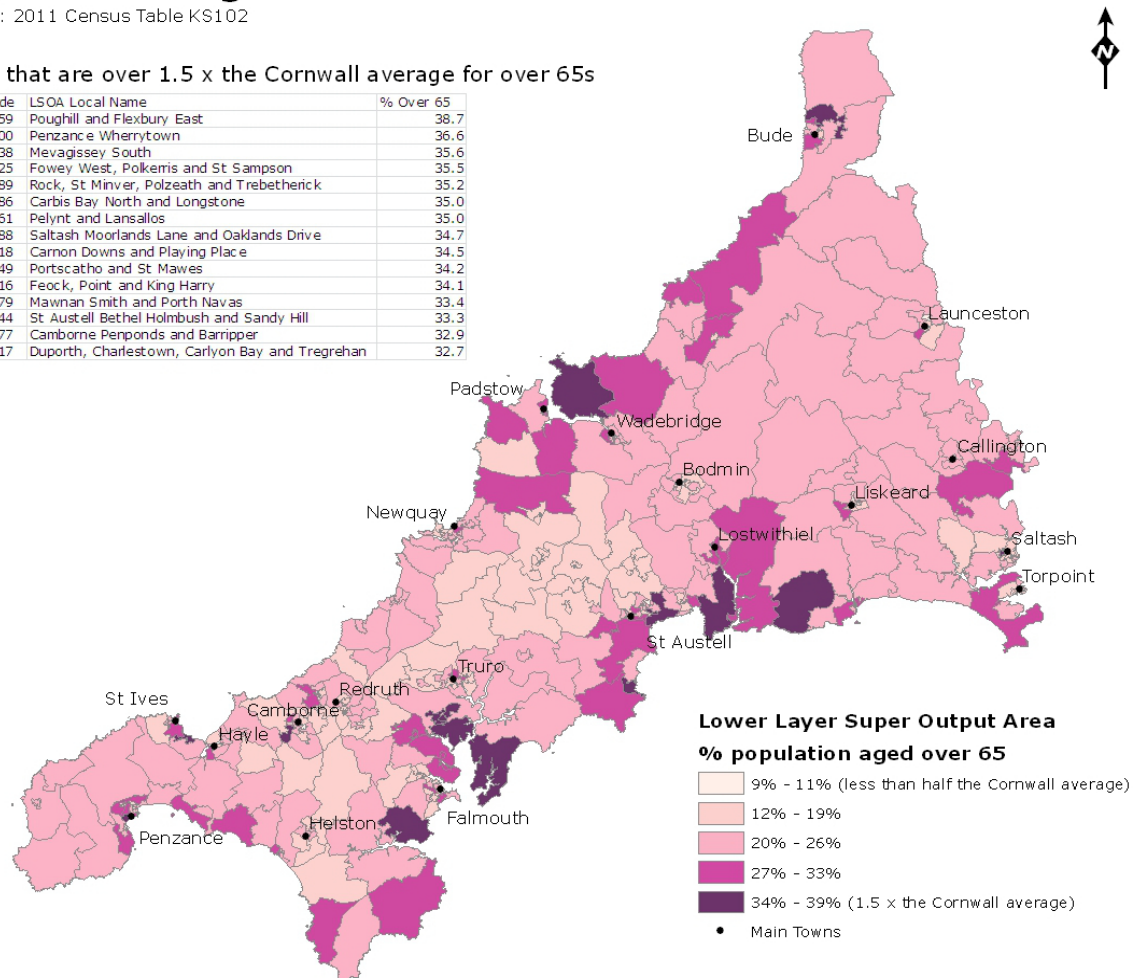 : 2011 Census Table KS102
that are over 1.5 x the Cornwall average for over 65s
de LSOA Local Name % Over 65
59 Poughill and Flexbury East 38.7
00 Penzance Wherrytown 36.6
38 Mevagissey South 35.6
25 Fowey West, Polkerris and St Sampson 35.5
89 Rock, St Minver, Polzeath and Trebetherick 35.2
86 Carbis Bay North and Longstone 35.0
61 Pelynt and Lansallos 35.0
88 Saltash Moorlands Lane and Oaklands Drive 34.7
18 Carnon Downs and Playing Place 34.5
49 Portscatho and St Mawes 34.2
16 Feock, Point and King Harry 34.1
79 Mawnan Smith and Porth Navas 33.4
44 St Austell Bethel Holmbush and Sandy Hill 33.3
77 Camborne Penponds and Barripper 32.9
17 Duporth, Charlestown, Carlyon Bay and Tregrehan 32.7
N
Bude
Launceston
Padstow
Wadebridge
Callington
Bodmin
Liskeard
Newquay
Lostwithiel
Saltash
Torpoint
St Austell
Truro
Redruth
St Ives
Camborne
Hayle
Falmouth
Helston
Penzance
Lower Layer Super Output Area
% population aged over 65
9% - 11% (less than half the Cornwall average)
12% - 19%
20% - 26%
27% - 33%
34% - 39% (1.5 x the Cornwall average)
Main Towns